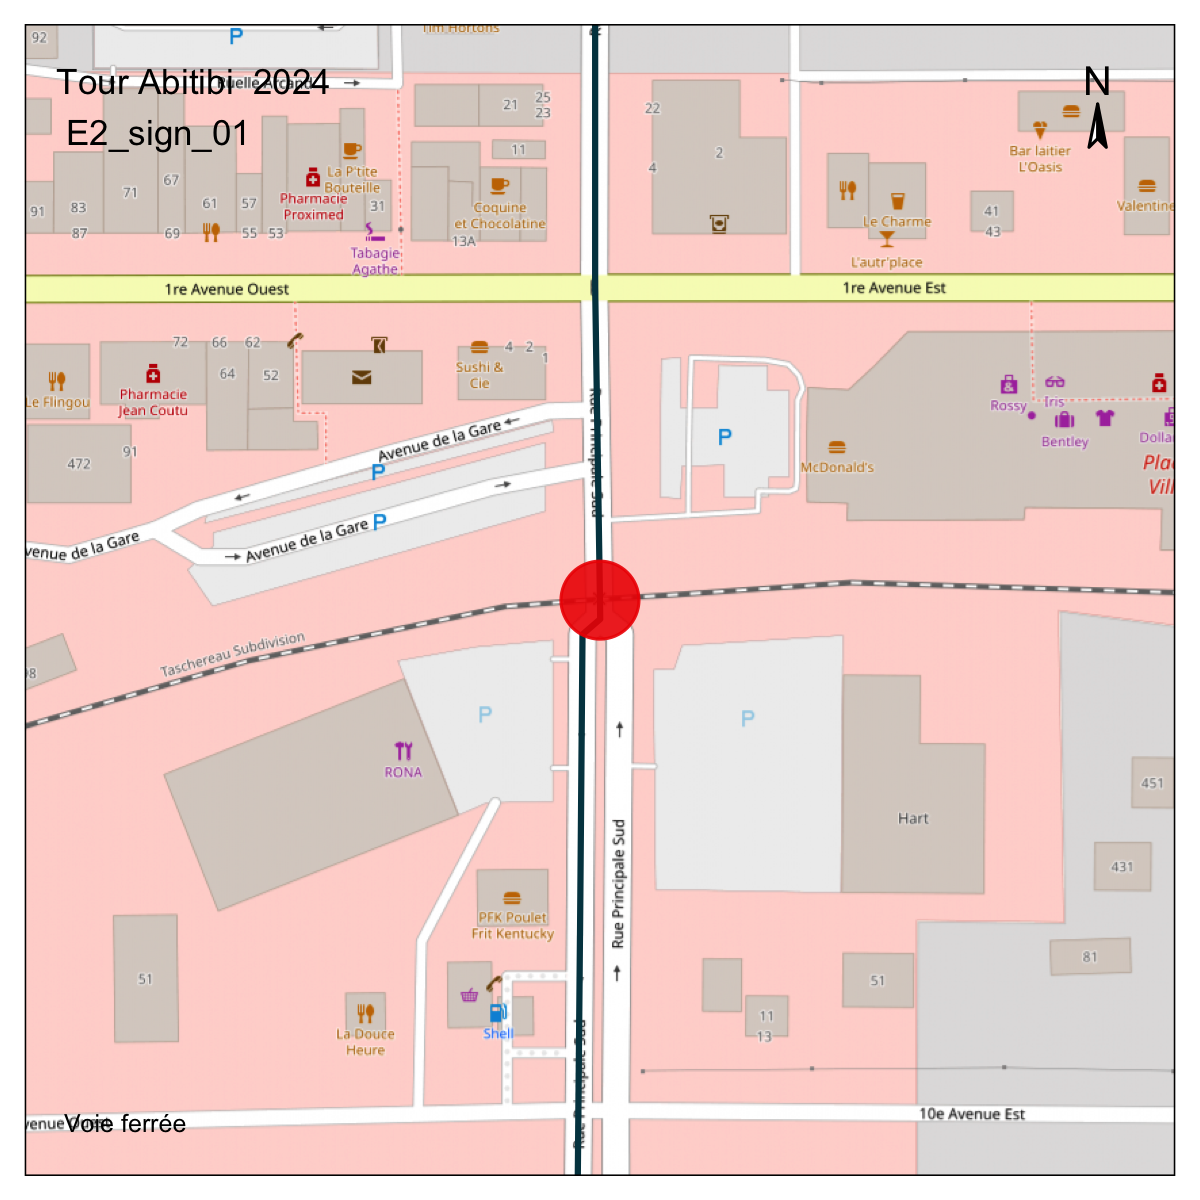 Tim Hortons
92
P
Tour Abitibi 2024
Ruelle Arcand
N
E2_sign_01
21
25
23
22
11
4
2
Bar laitier
L'Oasis
La P'tite
Bouteille
67
71
61
57
31
Pharmacie
Proximed
Coquine
et Chocolatine
Le Charme
41
43
Valentine
91
83
87
69
55
53
13A
Tabagie
Agathe
L'autr'place
1re Avenue Ouest
1re Avenue Est
72
66
62
64
52
Sushi &
Cie
4
2
1
Le Flingou
Pharmacie
Jean Coutu
Rossy
Iris
Bentley
Dolla
Plac
Vill
McDonald's
P
Rue Principale Sud
472
91
Avenue de la Gare
P
P
Avenue de la Gare
venue de la Gare
Taschereau Subdivision
98
P
P
RONA
451
Hart
431
Rue Principale Sud
PFK Poulet
Frit Kentucky
81
51
51
11
13
La Douce
Heure
Shell
Rue Principale Sud
10e Avenue Est
venue Ouest
Voie ferrée